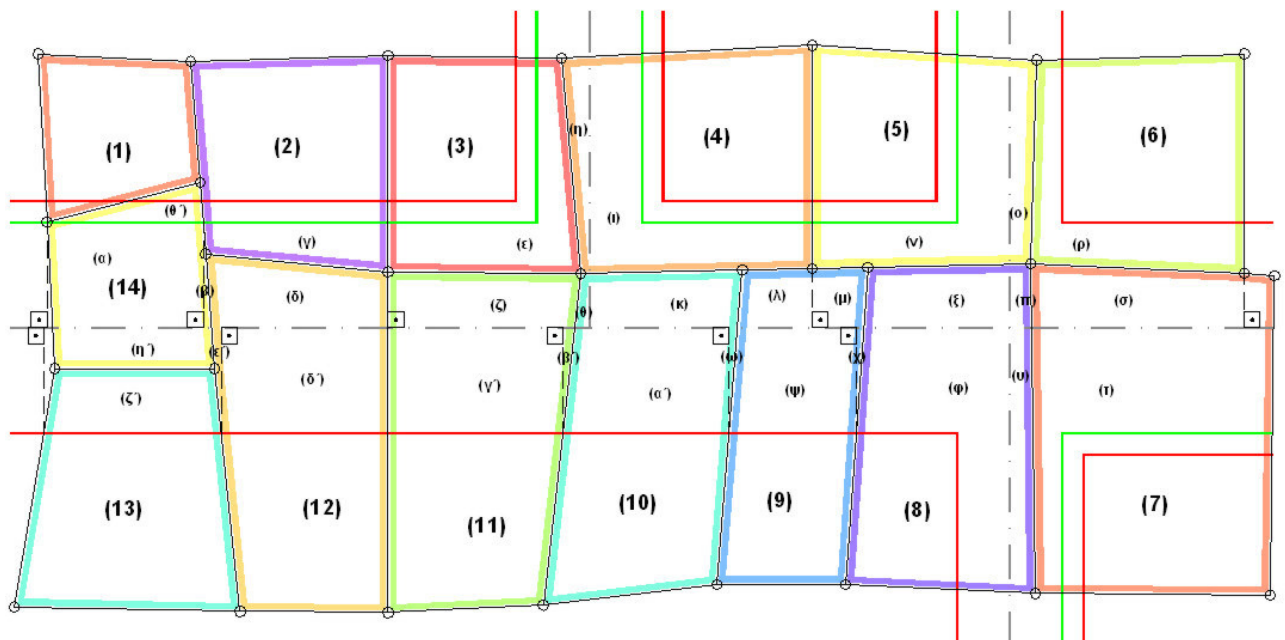 (1)
(2)
(3)
(4)
(5)
(6)
(η)
(θ´)
(ι)
(ο)
(γ)
(ε)
(ν)
(ρ)
(α)
(14)
(β)
(δ)
(ζ)
(θ)
(κ)
(λ)
(μ)
(ξ)
(π)
(σ)
(η´)
(ε´)
(β´)
(ω)
(χ)
(ζ´)
(δ´)
(γ´)
(α´)
(ψ)
(φ)
(υ)
(τ)
(13)
(12)
(11)
(10)
(9)
(8)
(7)